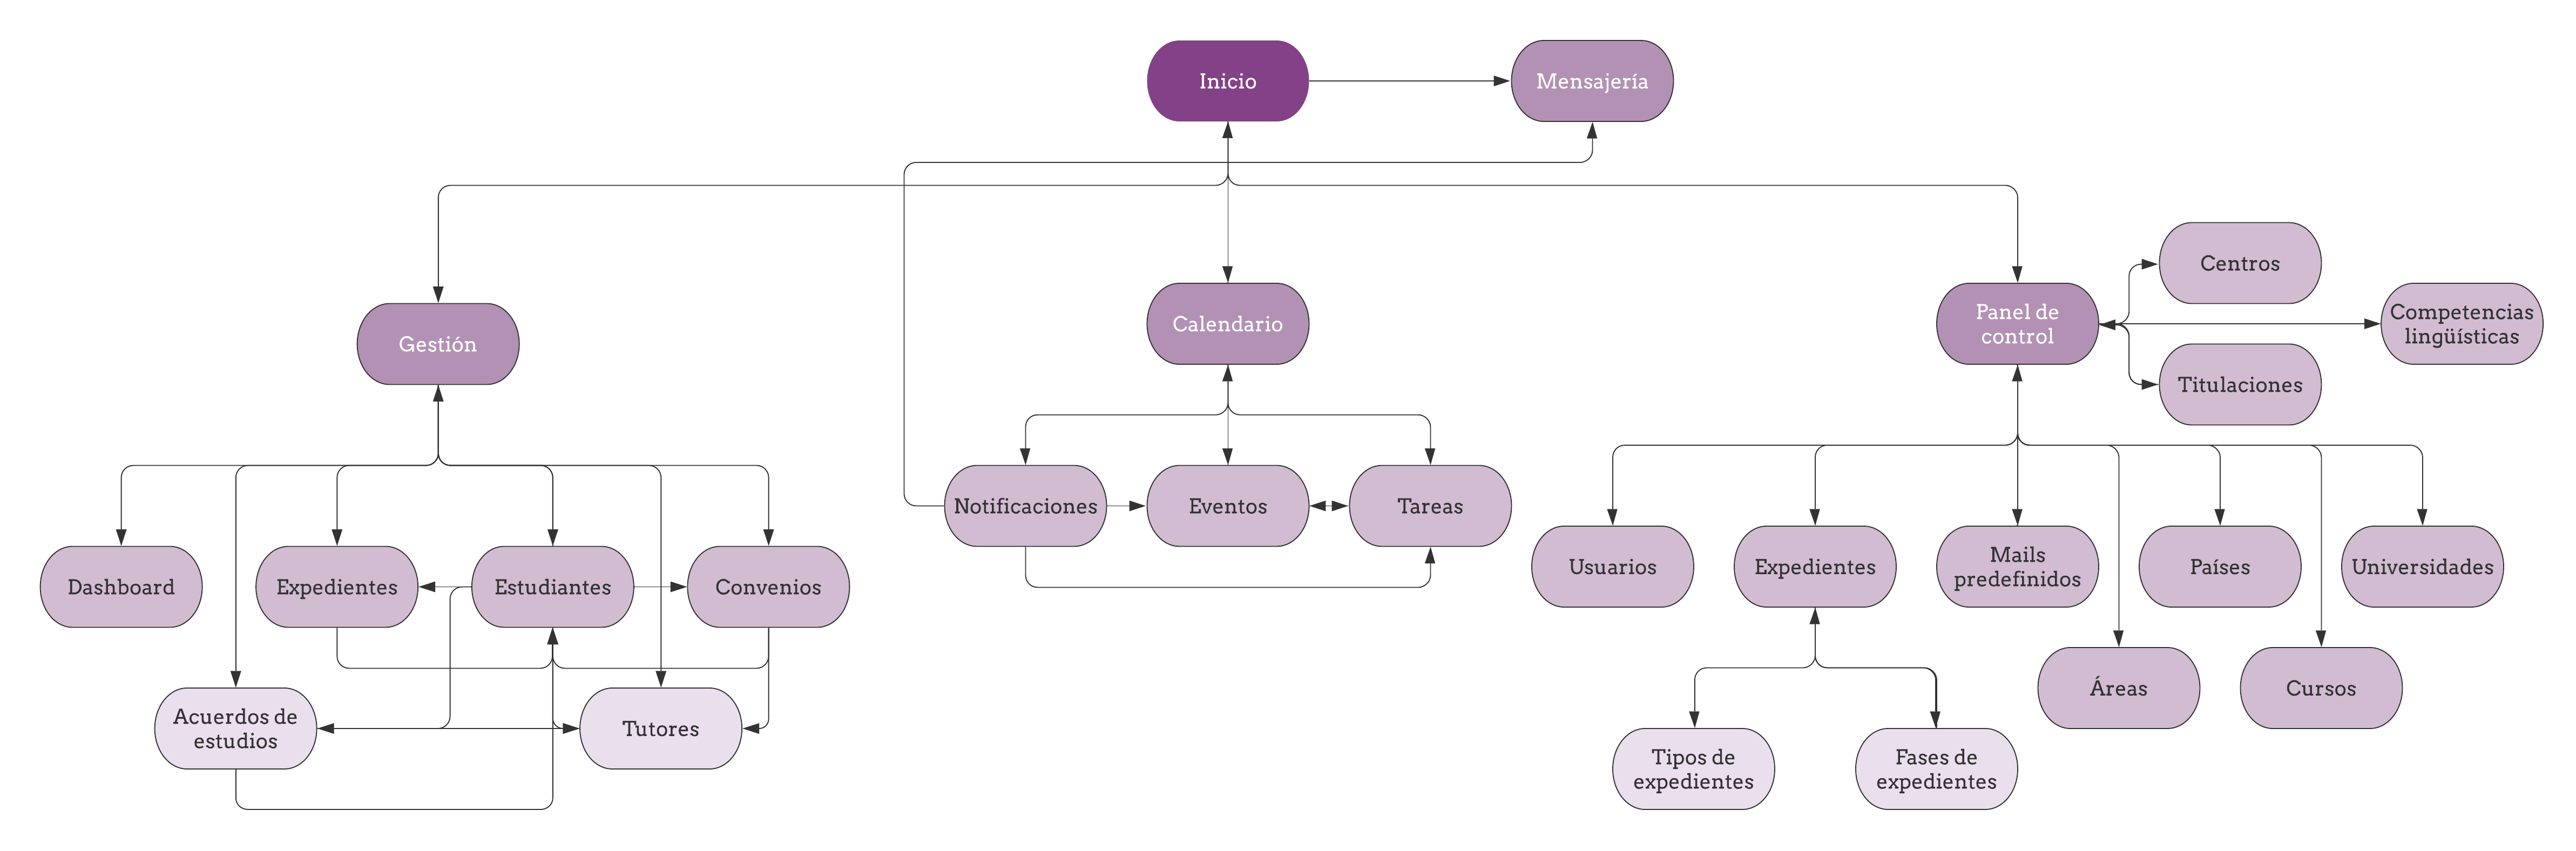 Inicio
Mensajería
Centros
Panel de
control
Competencias
lingüísticas
Calendario
Gestión
Titulaciones
Notificaciones
Eventos
Tareas
Dashboard
Expedientes
Estudiantes
Convenios
Usuarios
Expedientes
Mails
predefinidos
Países
Universidades
Acuerdos de
estudios
Tutores
Áreas
Cursos
Tipos de
expedientes
Fases de
expedientes